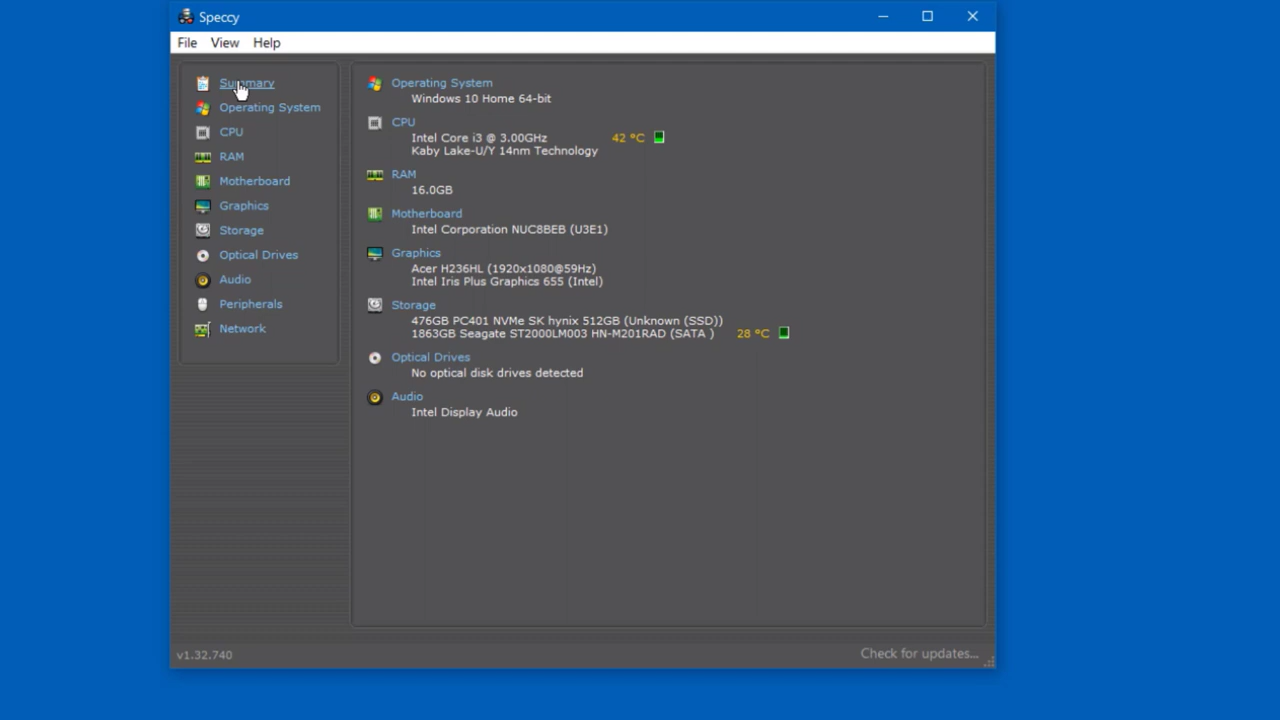 Speccy
File View Help
Summary
Operating System
CPU
RAM
Motherboard
Graphics
Storage
Optical Drives
Audio
Peripherals
Network
Operating System
Windows 10 Home 64-bit
CPU
Intel Core i3 @ 3.00GHz 42 °C
Kaby Lake-U/Y 14nm Technology
RAM
16.0GB
Motherboard
Intel Corporation NUC8BEB (U3E1)
Graphics
Acer H236HL (1920x1080@59Hz)
Intel Iris Plus Graphics 655 (Intel)
Storage
476GB PC401 NVMe SK hynix 512GB (Unknown (SSD))
1863GB Seagate ST2000LM003 HN-M201RAD (SATA ) 28 °C
Optical Drives
No optical disk drives detected
Audio
Intel Display Audio
v1.32.740
Check for updates...